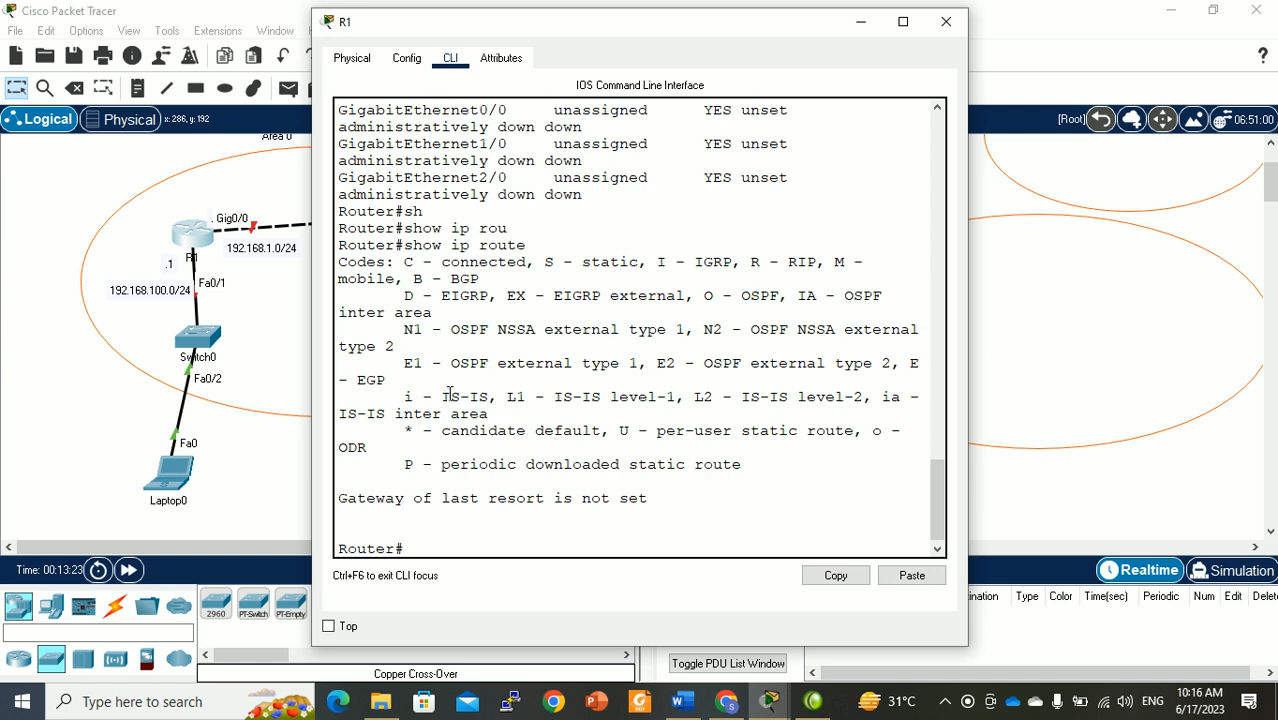 Cisco Packet Tracer
File Edit Options View Tools Extensions Window
R1
Physical Config CLI Attributes
IOS Command Line Interface
Logical Physical x: 286, y: 192
[Root] 06:51:00
GigabitEthernet0/0 unassigned YES unset
administratively down down
GigabitEthernet1/0 unassigned YES unset
administratively down down
GigabitEthernet2/0 unassigned YES unset
administratively down down
Router#sh
Router#show ip rou
Router#show ip route
Codes: C - connected, S - static, I - IGRP, R - RIP, M -
mobile, B - BGP
D - EIGRP, EX - EIGRP external, O - OSPF, IA - OSPF
inter area
N1 - OSPF NSSA external type 1, N2 - OSPF NSSA external
type 2
E1 - OSPF external type 1, E2 - OSPF external type 2, E
- EGP
i - IS-IS, L1 - IS-IS level-1, L2 - IS-IS level-2, ia -
IS-IS inter area
* - candidate default, U - per-user static route, o -
ODR
P - periodic downloaded static route
Gateway of last resort is not set
Router#
Ctrl+F6 to exit CLI focus
Copy Paste
Top
Area 0
. Gig0/0
192.168.1.0/24
R1
.1
Fa0/1
192.168.100.0/24
Switch0
Fa0/2
Fa0
Laptop0
Time: 00:13:23
Realtime Simulation
2960 PT-Switch PT-Empty
Copper Cross-Over
Toggle PDU List Window
ination Type Color Time(sec) Periodic Num Edit Delete
Type here to search
31°C ENG 10:16 AM
6/17/2023